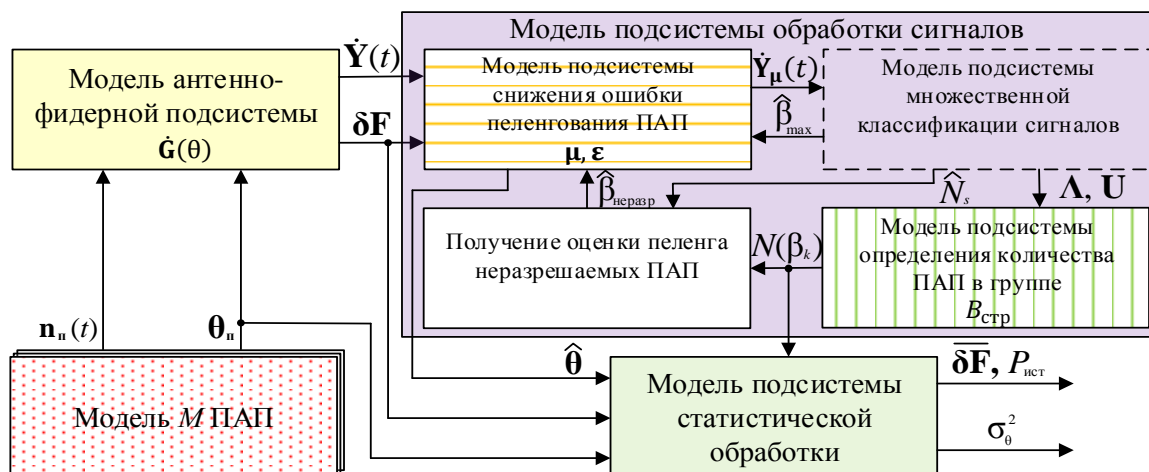 Модель подсистемы обработки сигналов
Модель антенно-
фидерной подсистемы
Ġ(θ)
Ẏ(t)
δF
Модель подсистемы
снижения ошибки
пеленгования ПАП
μ, ε
Ẏμ(t)
β̂max
Модель подсистемы
множественной
классификации сигналов
β̂неразр
N̂s
Λ, U
Получение оценки пеленга
неразрешаемых ПАП
N(βk)
Модель подсистемы
определения количества
ПАП в группе
Bстр
nп(t)
θп
Модель M ПАП
θ̂
Модель подсистемы
статистической
обработки
δF̅, Pист
σθ²